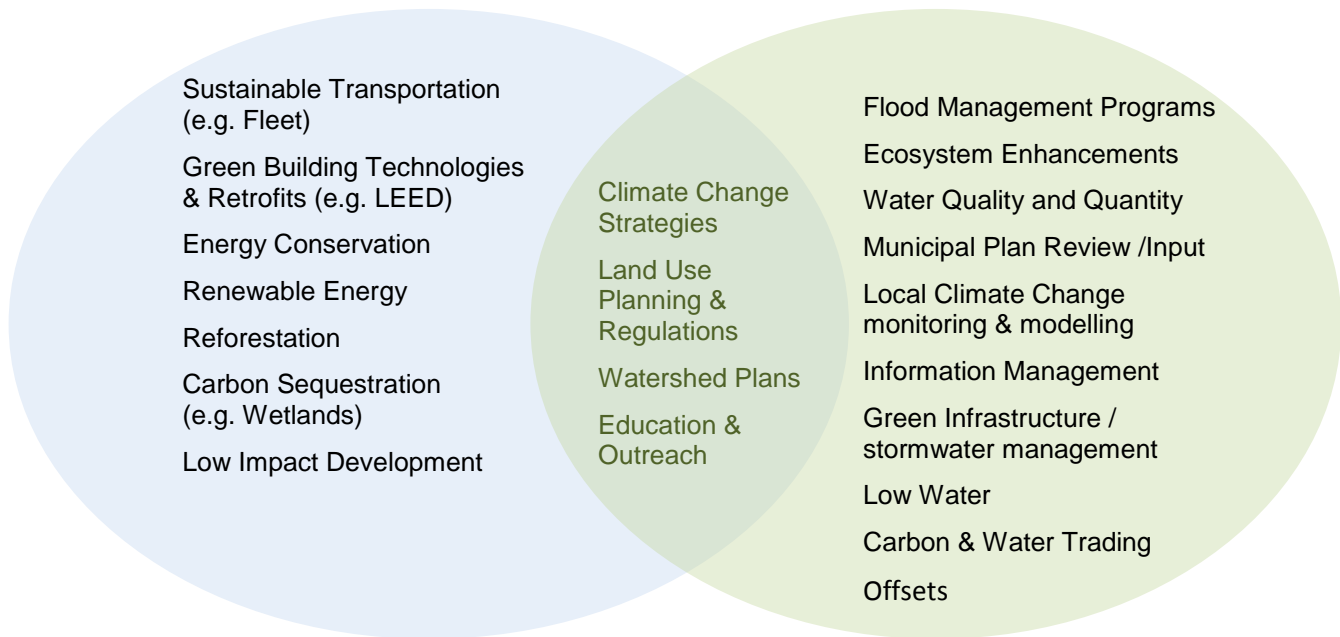 Sustainable Transportation
(e.g. Fleet)
Green Building Technologies
& Retrofits (e.g. LEED)
Energy Conservation
Renewable Energy
Reforestation
Carbon Sequestration
(e.g. Wetlands)
Low Impact Development
Climate Change
Strategies
Land Use
Planning &
Regulations
Watershed Plans
Education &
Outreach
Flood Management Programs
Ecosystem Enhancements
Water Quality and Quantity
Municipal Plan Review /Input
Local Climate Change
monitoring & modelling
Information Management
Green Infrastructure /
stormwater management
Low Water
Carbon & Water Trading
Offsets